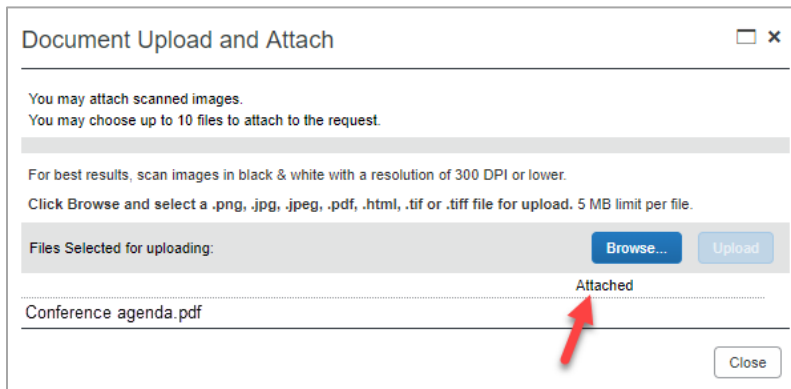 Document Upload and Attach
You may attach scanned images.
You may choose up to 10 files to attach to the request.
For best results, scan images in black & white with a resolution of 300 DPI or lower.
Click Browse and select a .png, .jpg, .jpeg, .pdf, .html, .tif or .tiff file for upload. 5 MB limit per file.
Files Selected for uploading: Browse... Upload
Attached
Conference agenda.pdf
Close